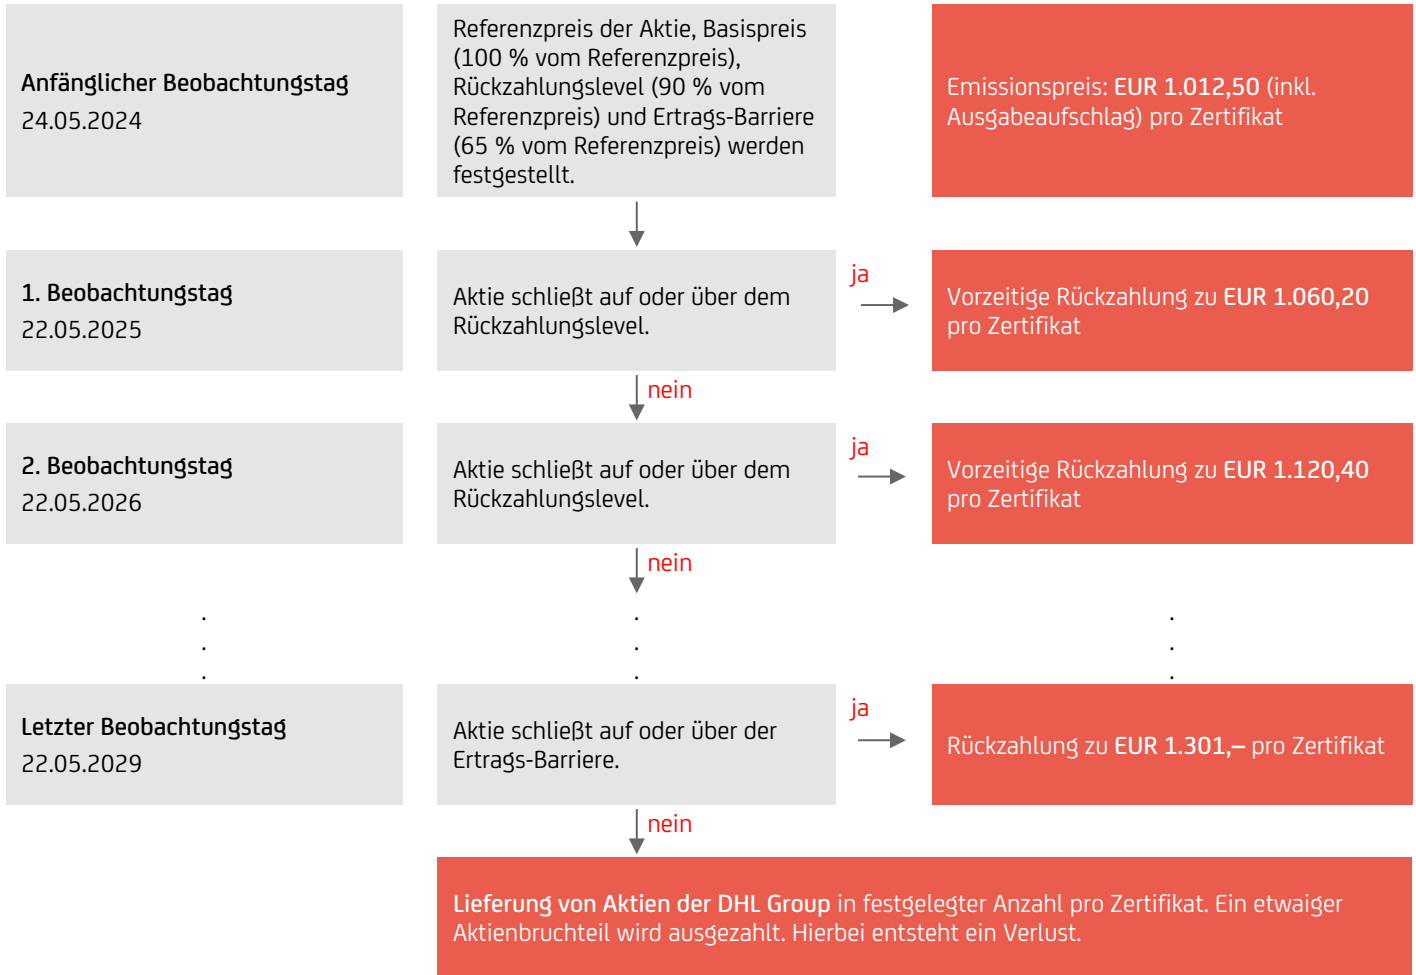 Anfänglicher Beobachtungstag
24.05.2024
Referenzpreis der Aktie, Basispreis
(100 % vom Referenzpreis),
Rückzahlungslevel (90 % vom
Referenzpreis) und Ertrags-Barriere
(65 % vom Referenzpreis) werden
festgestellt.
Emissionspreis: EUR 1.012,50 (inkl.
Ausgabeaufschlag) pro Zertifikat
1. Beobachtungstag
22.05.2025
Aktie schließt auf oder über dem
Rückzahlungslevel.
ja
Vorzeitige Rückzahlung zu EUR 1.060,20
pro Zertifikat
nein
2. Beobachtungstag
22.05.2026
Aktie schließt auf oder über dem
Rückzahlungslevel.
ja
Vorzeitige Rückzahlung zu EUR 1.120,40
pro Zertifikat
nein
. . .
. . .
. . .
Letzter Beobachtungstag
22.05.2029
Aktie schließt auf oder über der
Ertrags-Barriere.
ja
Rückzahlung zu EUR 1.301,– pro Zertifikat
nein
Lieferung von Aktien der DHL Group in festgelegter Anzahl pro Zertifikat. Ein etwaiger
Aktienbruchteil wird ausgezahlt. Hierbei entsteht ein Verlust.